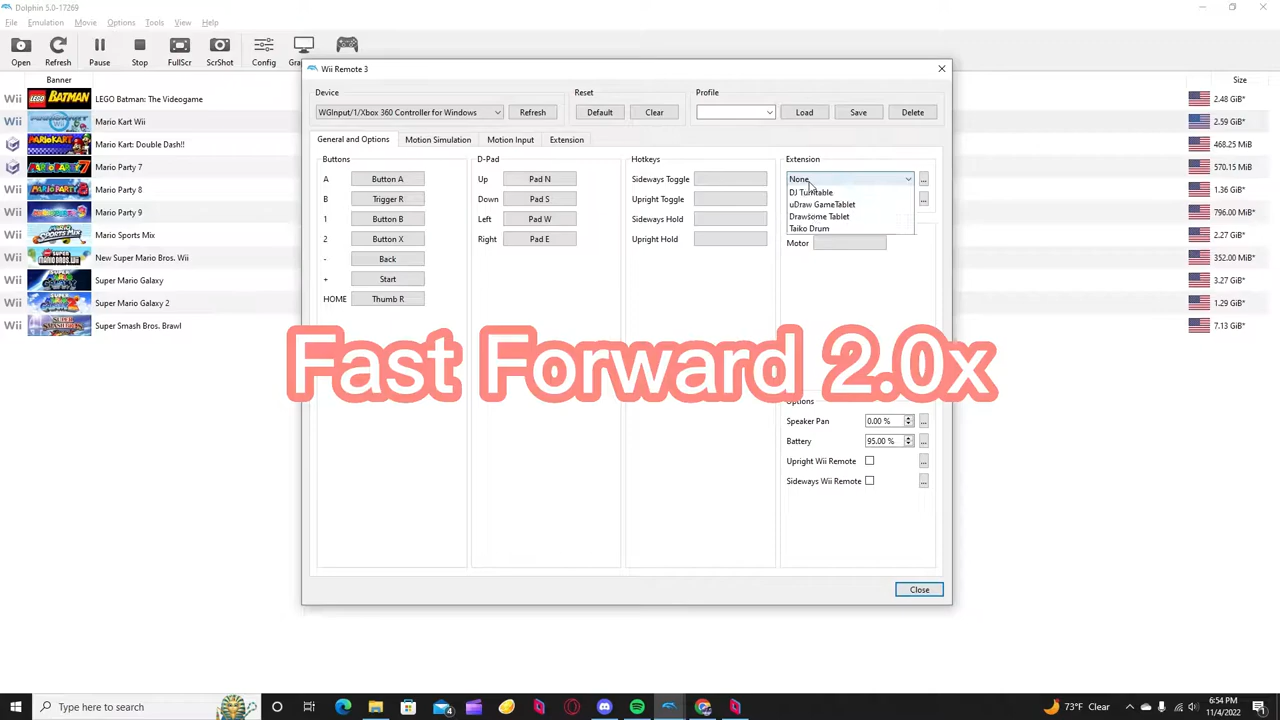 Dolphin 5.0-17269
File Emulation Movie Options Tools View Help
Open Refresh Pause Stop FullScr ScrShot Config
Banner Size
Wii Remote 3
Device Reset Profile
WGInput/1/Xbox 360 Controller for Windows Refresh Default Clear Load Save Delete
General and Options Motion Simulation Motion Input Extension
Buttons D-Pad Hotkeys Extension
A Button A Up Pad N Sideways Toggle None
B Trigger R Down Pad S Upright Toggle
1 Button B Left Pad W Sideways Hold
2 Button X Right Pad E Upright Hold
- Back
+ Start
HOME Thumb R
DJ Turntable
uDraw GameTablet
Drawsome Tablet
Taiko Drum
Motor
Options
Speaker Pan 0.00 % ...
Battery 95.00 % ...
Upright Wii Remote ...
Sideways Wii Remote ...
Close
Wii LEGO BATMAN LEGO Batman: The Videogame 2.48 GiB*
Wii Mario Kart Wii 2.59 GiB*
Mario Kart: Double Dash!! 468.25 MiB
Mario Party 7 570.15 MiB
Wii Mario Party 8 1.36 GiB*
Wii Mario Party 9 796.00 MiB*
Wii Mario Sports Mix 2.27 GiB*
Wii New Super Mario Bros. Wii 352.00 MiB*
Wii Super Mario Galaxy 3.27 GiB*
Wii Super Mario Galaxy 2 1.29 GiB*
Wii Super Smash Bros. Brawl 7.13 GiB*
Fast Forward 2.0x
Type here to search
73°F Clear
6:54 PM
11/4/2022